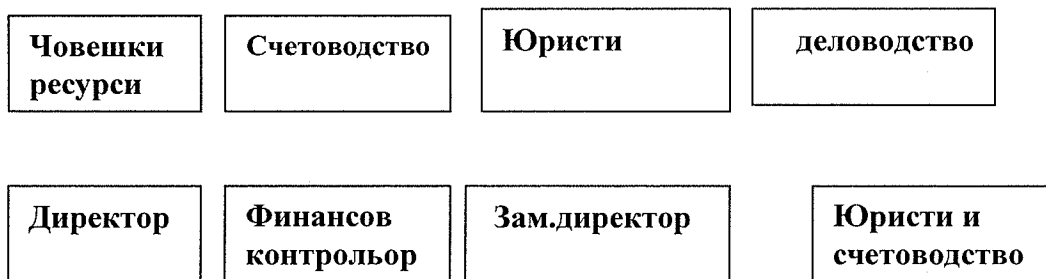 Човешки
ресурси
Счетоводство
Юристи
деловодство
Директор
Финансов
контрольор
Зам.директор
Юристи и
счетоводство